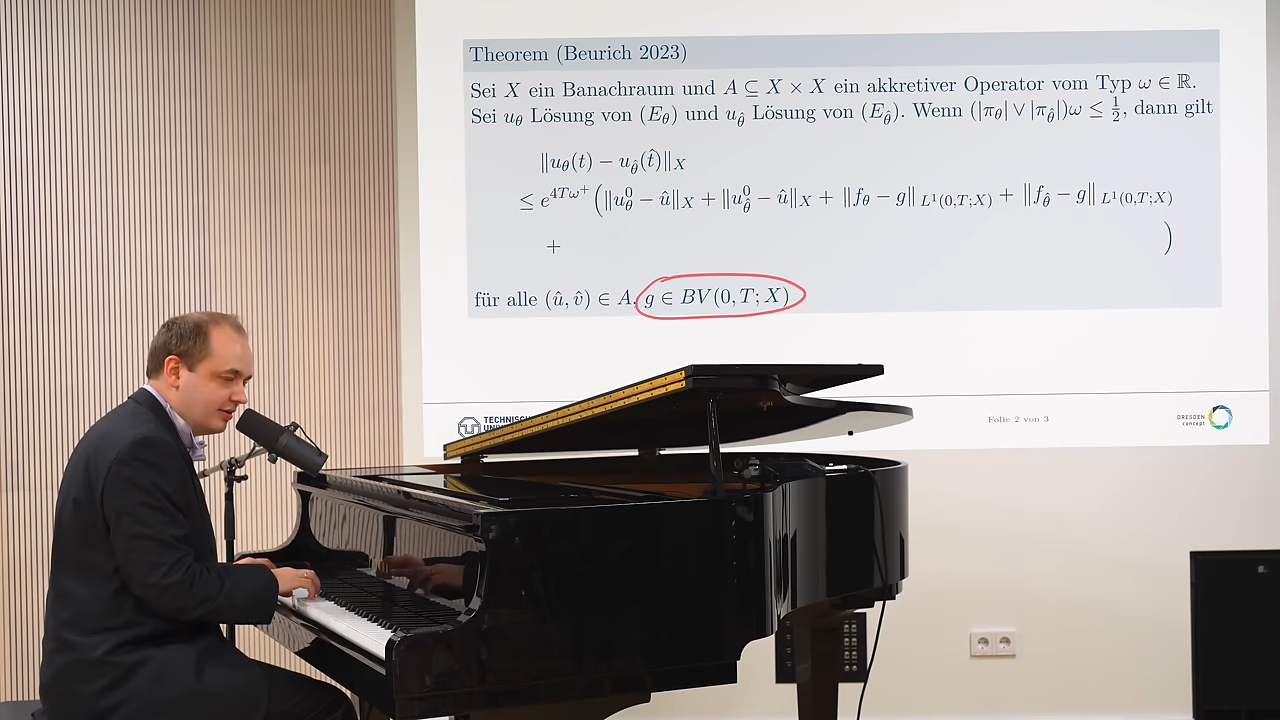 Theorem (Beurich 2023)
Sei X ein Banachraum und A ⊆ X × X ein akkretiver Operator vom Typ ω ∈ ℝ.
Sei u_θ Lösung von (E_θ) und u_θ̂ Lösung von (E_θ̂). Wenn (|π_θ| ∨ |π_θ̂|)ω ≤ 1/2, dann gilt
‖u_θ(t) − u_θ̂(t̂)‖_X
≤ e^{4Tω⁺} (‖u_θ^0 − û‖_X + ‖u_θ̂^0 − û‖_X + ‖f_θ − g‖_{L¹(0,T;X)} + ‖f_θ̂ − g‖_{L¹(0,T;X)}
+ )
für alle (û, v̂) ∈ A, g ∈ BV(0, T; X)
TECHNISCH
Folie 2 von 3
DRESDEN
concept